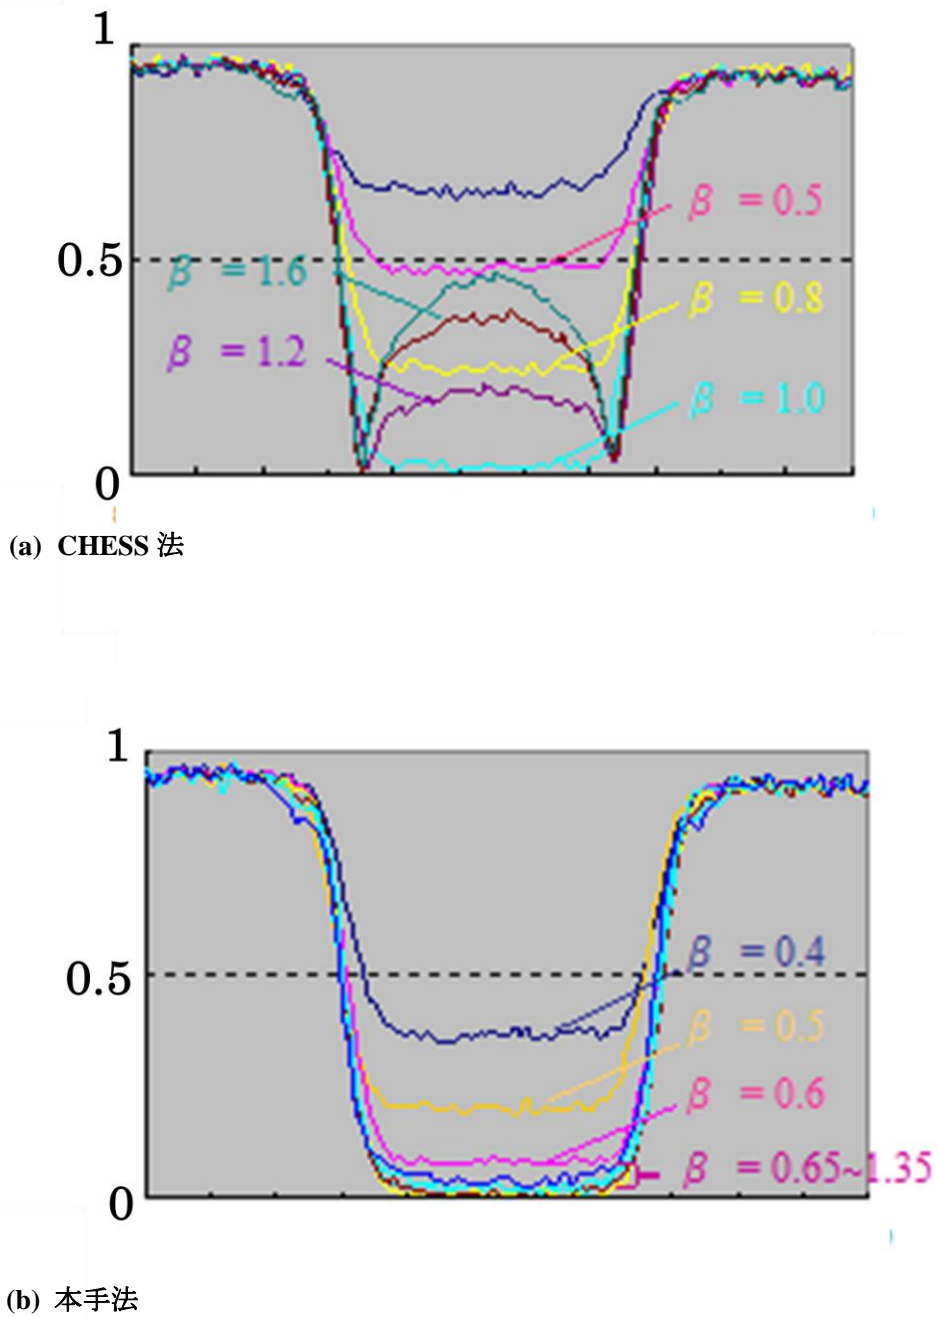 1
β = 0.5
0.5
β = 1.6
β = 0.8
β = 1.2
β = 1.0
0
(a) CHESS 法
1
β = 0.4
0.5
β = 0.5
β = 0.6
β = 0.65~1.35
0
(b) 本手法